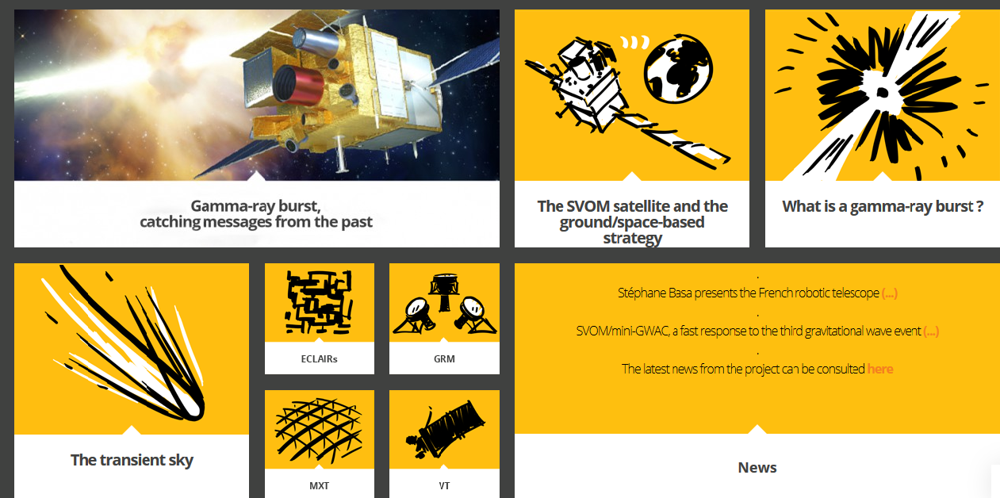 Gamma-ray burst,
catching messages from the past
The SVOM satellite and the
ground/space-based
strategy
What is a gamma-ray burst ?
The transient sky
ECLAIRs
GRM
MXT
VT
.
Stéphane Basa presents the French robotic telescope (...)
.
SVOM/mini-GWAC, a fast response to the third gravitational wave event (...)
.
The latest news from the project can be consulted here
News